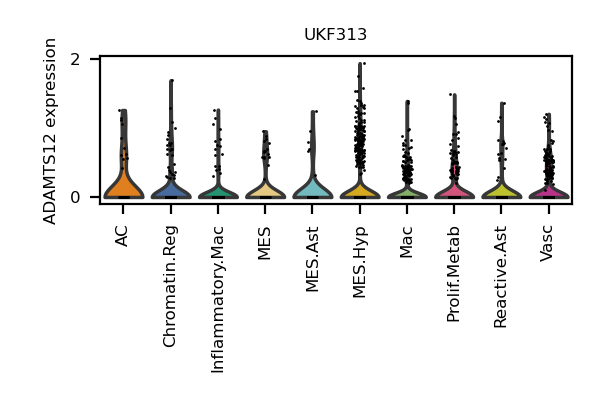 UKF313
ADAMTS12 expression
2
0
AC
Chromatin.Reg
Inflammatory.Mac
MES
MES.Ast
MES.Hyp
Mac
Prolif.Metab
Reactive.Ast
Vasc